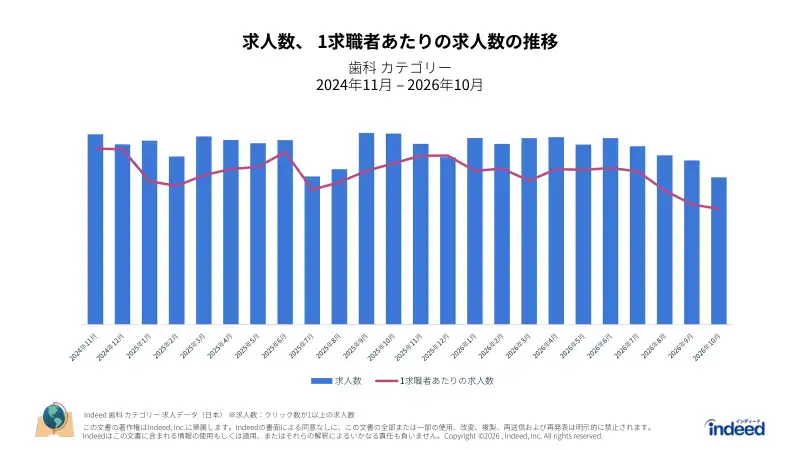 求人数、 1求職者あたりの求人数の推移
歯科 カテゴリー
2024年11月 – 2026年10月
2024年11月
2024年12月
2025年1月
2025年2月
2025年3月
2025年4月
2025年5月
2025年6月
2025年7月
2025年8月
2025年9月
2025年10月
2025年11月
2025年12月
2026年1月
2026年2月
2026年3月
2026年4月
2026年5月
2026年6月
2026年7月
2026年8月
2026年9月
2026年10月
求人数 1求職者あたりの求人数
Indeed 歯科 カテゴリー 求人データ（日本） ※求人数：クリック数が1以上の求人数
この文書の著作権はIndeed, Inc.に帰属します。Indeedの書面による同意なしに、この文書の全部または一部の使用、改変、複製、再送信および再発表は明示的に禁止されます。
Indeedはこの文書に含まれる情報の使用もしくは適用、またはそれらの解釈によるいかなる責任も負いません。Copyright ©2026 , Indeed, Inc. All rights reserved.
インディード
indeed